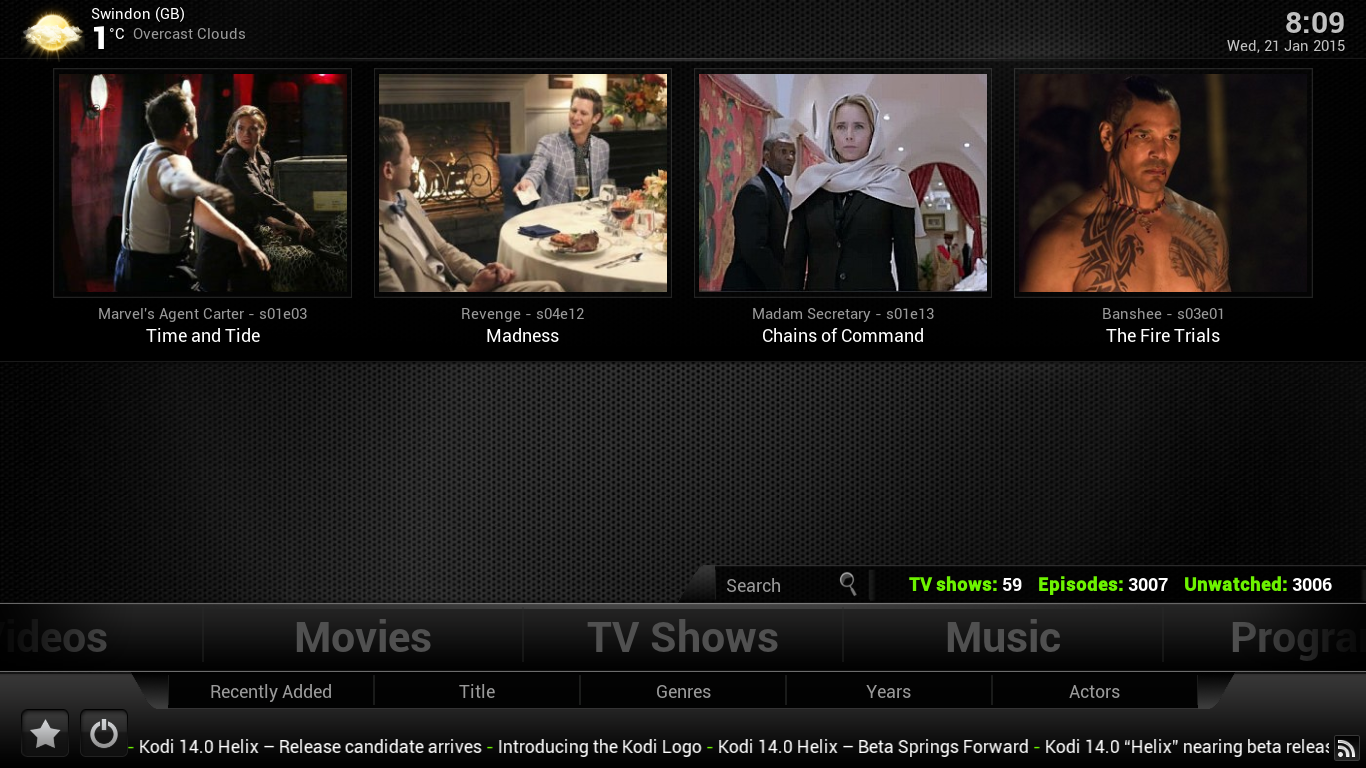 Swindon (GB)
1°C Overcast Clouds
8:09
Wed, 21 Jan 2015
Marvel's Agent Carter - s01e03
Time and Tide
Revenge - s04e12
Madness
Madam Secretary - s01e13
Chains of Command
Banshee - s03e01
The Fire Trials
Search
TV shows: 59 Episodes: 3007 Unwatched: 3006
ideos
Movies
TV Shows
Music
Progra
Recently Added
Title
Genres
Years
Actors
- Kodi 14.0 Helix – Release candidate arrives - Introducing the Kodi Logo - Kodi 14.0 Helix – Beta Springs Forward - Kodi 14.0 “Helix” nearing beta releas